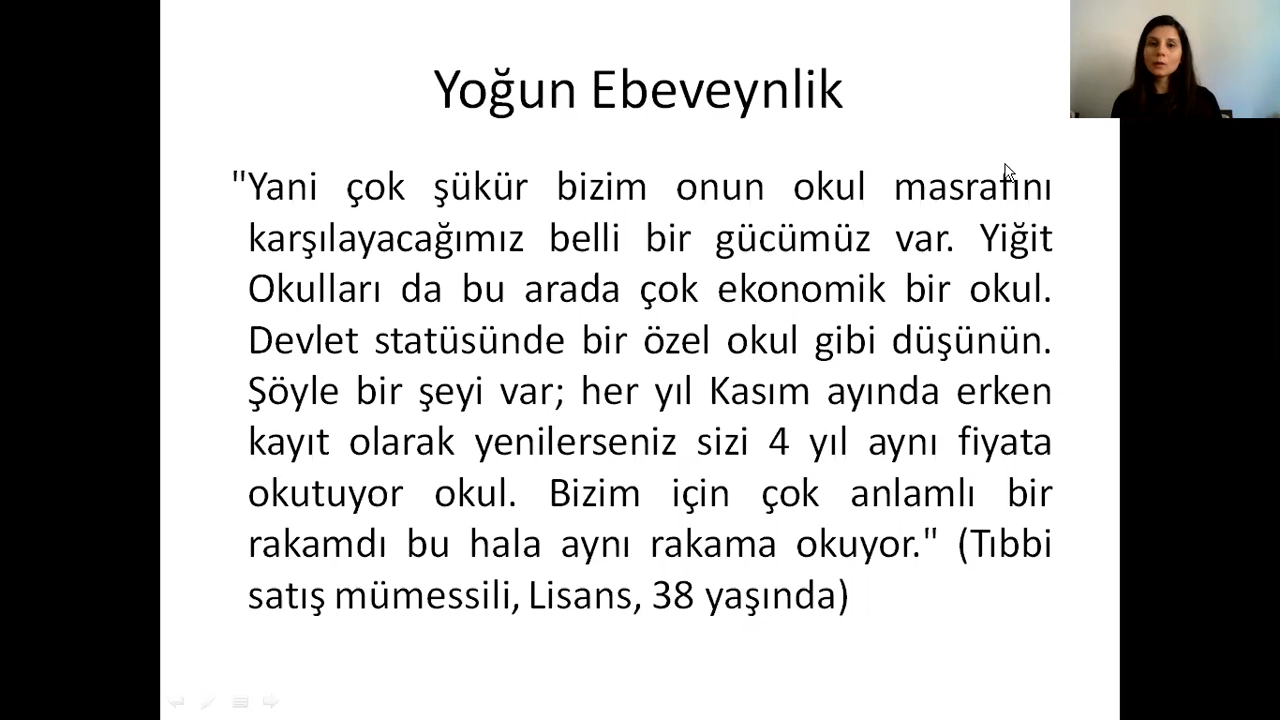 Yoğun Ebeveynlik
"Yani çok şükür bizim onun okul masrafını
karşılayacağımız belli bir gücümüz var. Yiğit
Okulları da bu arada çok ekonomik bir okul.
Devlet statüsünde bir özel okul gibi düşünün.
Şöyle bir şeyi var; her yıl Kasım ayında erken
kayıt olarak yenilerseniz sizi 4 yıl aynı fiyata
okutuyor okul. Bizim için çok anlamlı bir
rakamdı bu hala aynı rakama okuyor." (Tıbbi
satış mümessili, Lisans, 38 yaşında)